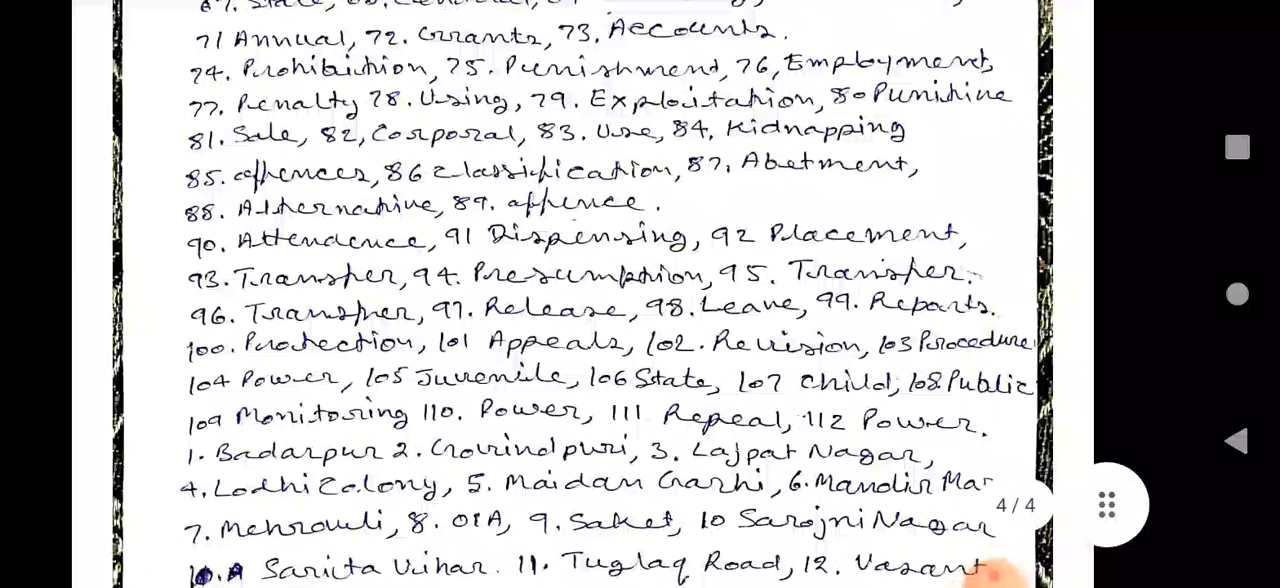 71 Annual, 72. Grants, 73. Accounts.
74. Prohibichion, 75. Punishment, 76, Employment,
77. Penalty 78. Using, 79. Exploitation, 80 Punitive
81. Sale, 82, Corporal, 83. Use, 84. Kidnapping
85. offences, 86 Classification, 87. Abetment,
88. Alternative, 89. offence.
90. Attendence, 91 Dispensing, 92 Placement,
93. Transfer, 94. Presumption, 95. Transfer.
96. Transfer, 97. Release, 98. Leave, 99. Reports.
100. Protection, 101 Appeals, 102. Revision, 103 Procedure
104 Power, 105 Juvenile, 106 State, 107 Child, 108. Public
109 Monitoring 110. Power, 111 Repeal, 112 Power.
1. Badarpur 2. Govindpuri, 3. Lajpat Nagar,
4. Lodhi Colony, 5. Maidan Garhi, 6. Mandir Mar
7. Mehrauli, 8. OIA, 9. Saket, 10 Sarojni Nagar
4 / 4
10.A Sarita Vihar. 11. Tuglaq Road, 12. Vasant